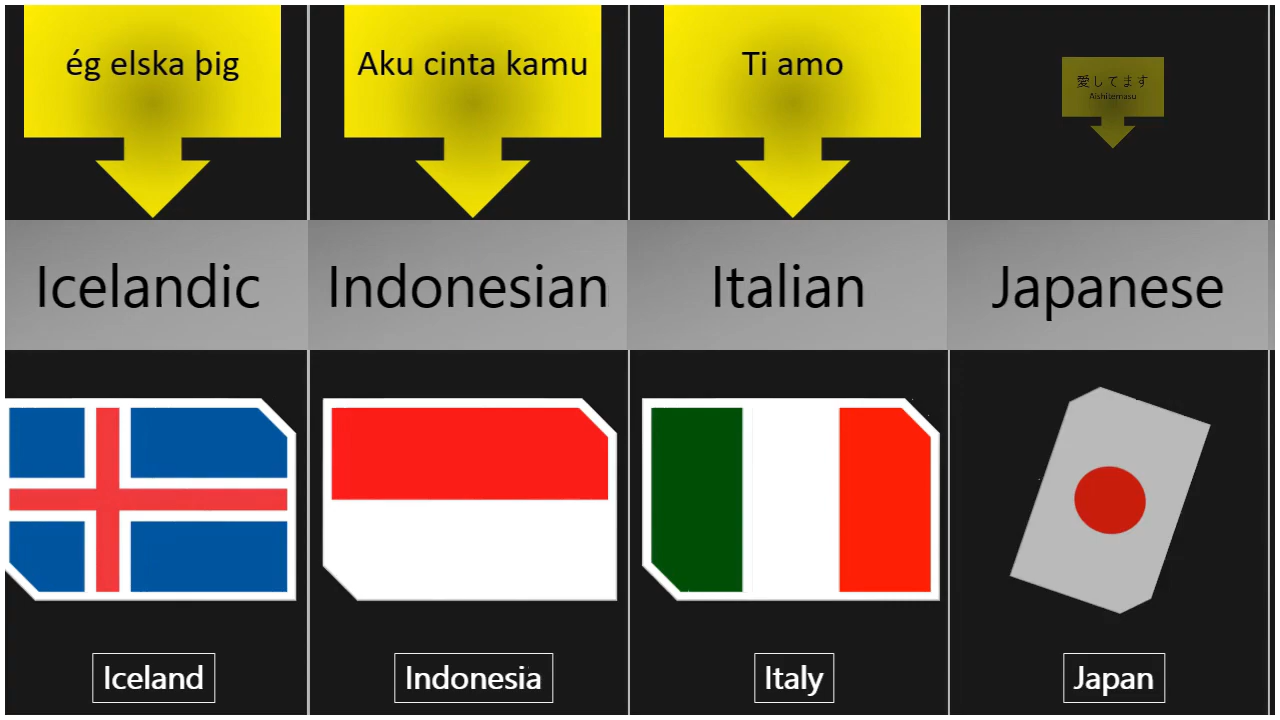 ég elska þig
Aku cinta kamu
Ti amo
愛してます
Aishitemasu
Icelandic
Indonesian
Italian
Japanese
Iceland
Indonesia
Italy
Japan